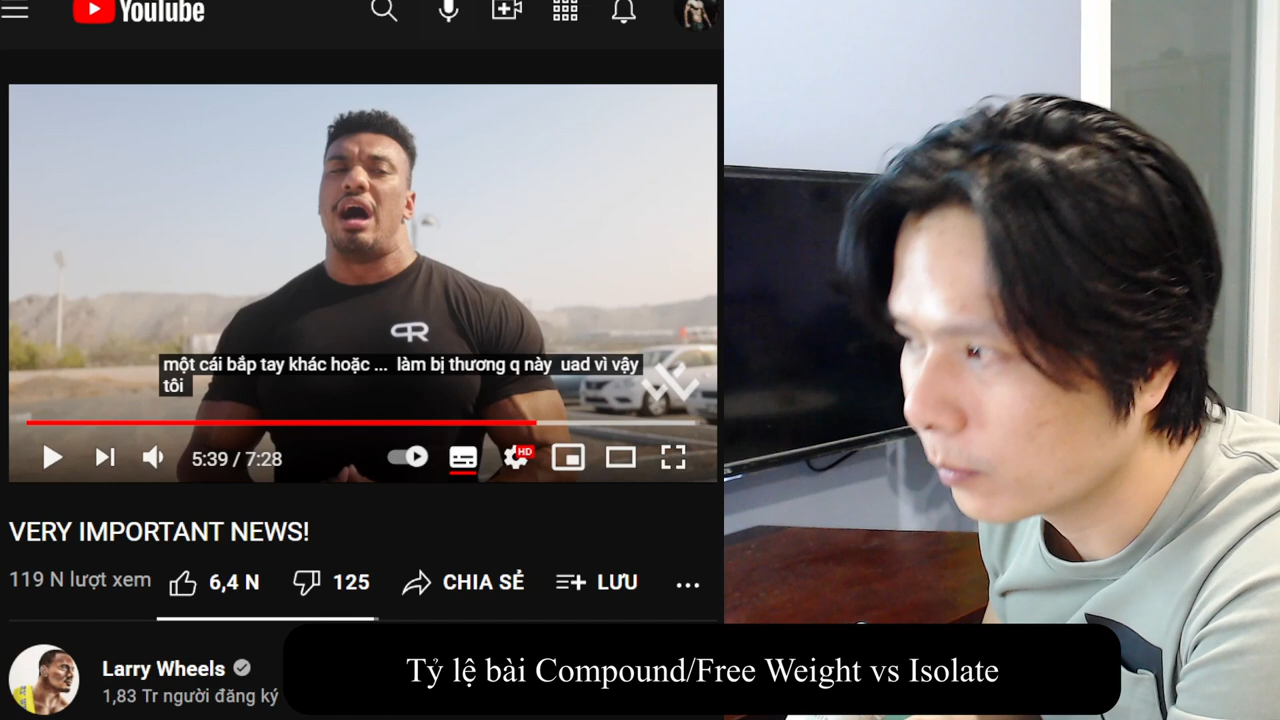 YouTube
PR
một cái bắp tay khác hoặc ... làm bị thương q này uad vì vậy
tôi
5:39 / 7:28
HD
VERY IMPORTANT NEWS!
119 N lượt xem
6,4 N
125
CHIA SẺ
LƯU
Larry Wheels
1,83 Tr người đăng ký
Tỷ lệ bài Compound/Free Weight vs Isolate